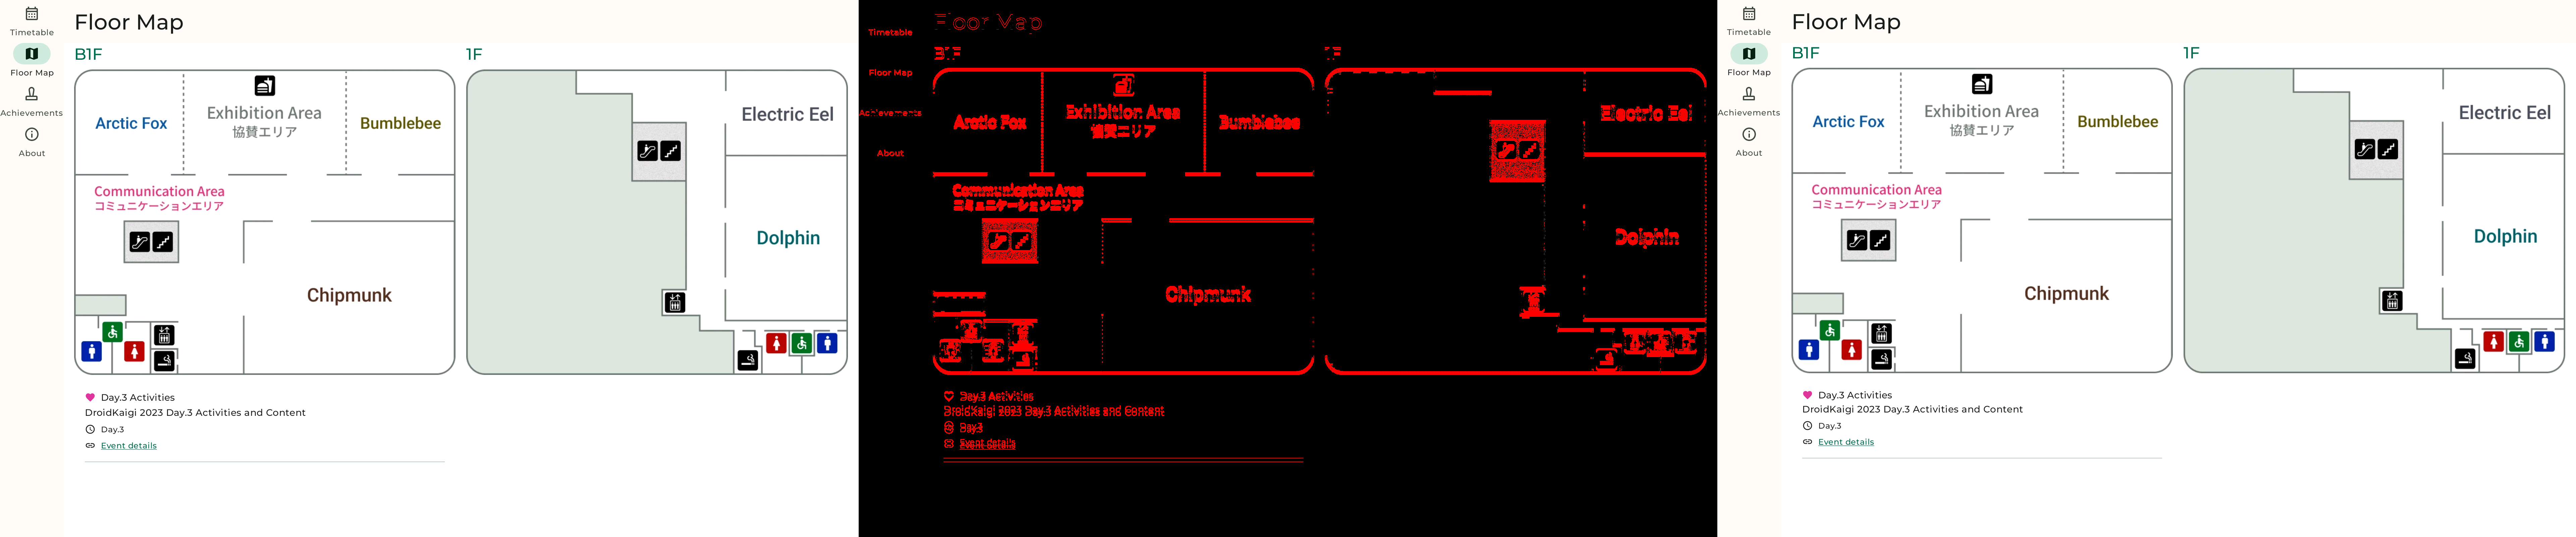 Floor Map
Timetable
Floor Map
Achievements
About
B1F
1F
Arctic Fox
Exhibition Area
協賛エリア
Bumblebee
Communication Area
コミュニケーションエリア
Chipmunk
Electric Eel
Dolphin
Day.3 Activities
DroidKaigi 2023 Day.3 Activities and Content
Day.3
Event details
Floor Map
Timetable
Floor Map
Achievements
About
B1F
1F
Arctic Fox
Exhibition Area
協賛エリア
Bumblebee
Communication Area
コミュニケーションエリア
Chipmunk
Electric Eel
Dolphin
Day.3 Activities
DroidKaigi 2023 Day.3 Activities and Content
Day.3
Event details
Floor Map
Timetable
Floor Map
Achievements
About
B1F
1F
Arctic Fox
Exhibition Area
協賛エリア
Bumblebee
Communication Area
コミュニケーションエリア
Chipmunk
Electric Eel
Dolphin
Day.3 Activities
DroidKaigi 2023 Day.3 Activities and Content
Day.3
Event details